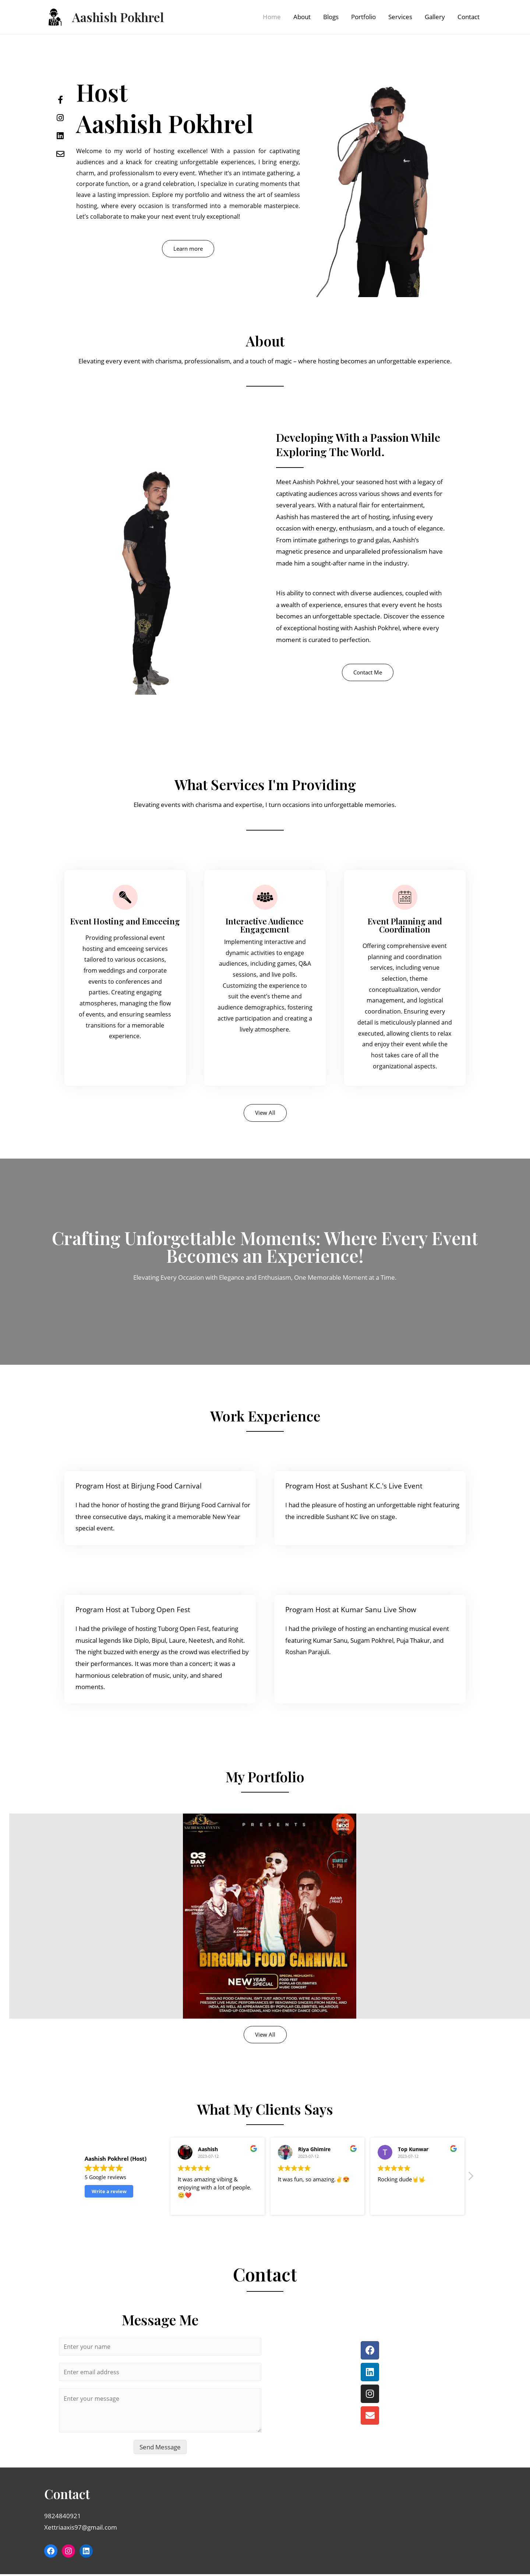 Aashish Pokhrel
Home About Blogs Portfolio Services Gallery Contact
Host
Aashish Pokhrel
Welcome to my world of hosting excellence! With a passion for captivating
audiences and a knack for creating unforgettable experiences, I bring energy,
charm, and professionalism to every event. Whether it's an intimate gathering, a
corporate function, or a grand celebration, I specialize in curating moments that
leave a lasting impression. Explore my portfolio and witness the art of seamless
hosting, where every occasion is transformed into a memorable masterpiece.
Let's collaborate to make your next event truly exceptional!
Learn more
About
Elevating every event with charisma, professionalism, and a touch of magic – where hosting becomes an unforgettable experience.
Developing With a Passion While
Exploring The World.
Meet Aashish Pokhrel, your seasoned host with a legacy of
captivating audiences across various shows and events for
several years. With a natural flair for entertainment,
Aashish has mastered the art of hosting, infusing every
occasion with energy, enthusiasm, and a touch of elegance.
From intimate gatherings to grand galas, Aashish's
magnetic presence and unparalleled professionalism have
made him a sought-after name in the industry.
His ability to connect with diverse audiences, coupled with
a wealth of experience, ensures that every event he hosts
becomes an unforgettable spectacle. Discover the essence
of exceptional hosting with Aashish Pokhrel, where every
moment is curated to perfection.
Contact Me
What Services I'm Providing
Elevating events with charisma and expertise, I turn occasions into unforgettable memories.
Event Hosting and Emceeing
Providing professional event
hosting and emceeing services
tailored to various occasions,
from weddings and corporate
events to conferences and
parties. Creating engaging
atmospheres, managing the flow
of events, and ensuring seamless
transitions for a memorable
experience.
Interactive Audience
Engagement
Implementing interactive and
dynamic activities to engage
audiences, including games, Q&A
sessions, and live polls.
Customizing the experience to
suit the event's theme and
audience demographics, fostering
active participation and creating a
lively atmosphere.
Event Planning and
Coordination
Offering comprehensive event
planning and coordination
services, including venue
selection, theme
conceptualization, vendor
management, and logistical
coordination. Ensuring every
detail is meticulously planned and
executed, allowing clients to relax
and enjoy their event while the
host takes care of all the
organizational aspects.
View All
Crafting Unforgettable Moments: Where Every Event
Becomes an Experience!
Elevating Every Occasion with Elegance and Enthusiasm, One Memorable Moment at a Time.
Work Experience
Program Host at Birjung Food Carnival
I had the honor of hosting the grand Birjung Food Carnival for
three consecutive days, making it a memorable New Year
special event.
Program Host at Sushant K.C.'s Live Event
I had the pleasure of hosting an unforgettable night featuring
the incredible Sushant KC live on stage.
Program Host at Tuborg Open Fest
I had the privilege of hosting Tuborg Open Fest, featuring
musical legends like Diplo, Bipul, Laure, Neetesh, and Rohit.
The night buzzed with energy as the crowd was electrified by
their performances. It was more than a concert; it was a
harmonious celebration of music, unity, and shared
moments.
Program Host at Kumar Sanu Live Show
I had the privilege of hosting an enchanting musical event
featuring Kumar Sanu, Sugam Pokhrel, Puja Thakur, and
Roshan Parajuli.
My Portfolio
PRESENTS
03
DAY
EVENT
BIRGUNJ FOOD CARNIVAL
NEW YEAR
SPECIAL
View All
What My Clients Says
Aashish Pokhrel (Host)
5 Google reviews
Write a review
Aashish
2023-07-12
It was amazing vibing &
enjoying with a lot of people.
😄❤️
Riya Ghimire
2023-07-12
It was fun, so amazing.✌️😍
T
Top Kunwar
2023-07-12
Rocking dude🤘🤘
Contact
Message Me
Enter your name
Enter email address
Enter your message
Send Message
Contact
9824840921
Xettriaaxis97@gmail.com